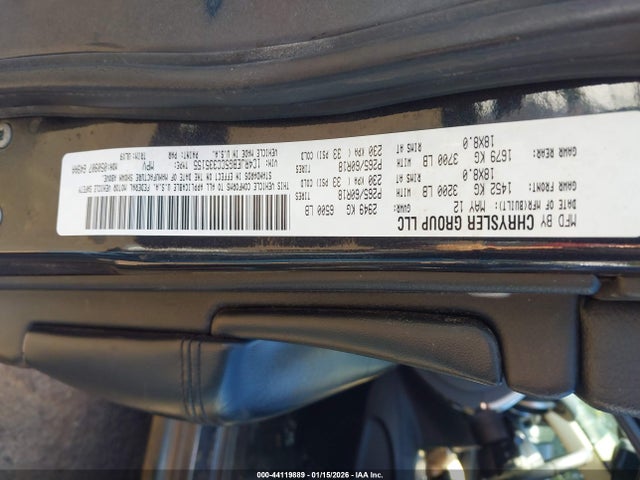 MFD BY CHRYSLER GROUP LLC
DATE OF MFR(BUILT): MAY 12
GVWR: 2949 KG 6500 LB
GAWR FRONT: 1452 KG 3200 LB
TIRES P265/60R18
18X8.0 RIMS AT 230 KPA( 33 PSI) COLD
GAWR REAR: 1679 KG 3700 LB
TIRES P265/60R18
18X8.0 RIMS AT 230 KPA( 33 PSI) COLD
THIS VEHICLE CONFORMS TO ALL APPLICABLE U.S.A. FEDERAL MOTOR VEHICLE SAFETY
STANDARDS IN EFFECT ON THE DATE OF MANUFACTURE SHOWN ABOVE.
VIN: 1C4RJEBG5CC335155
MPV
VEHICLE MADE IN U.S.A.
PAINT: PXR
000-44119889 - 01/15/2026 - IAA Inc.